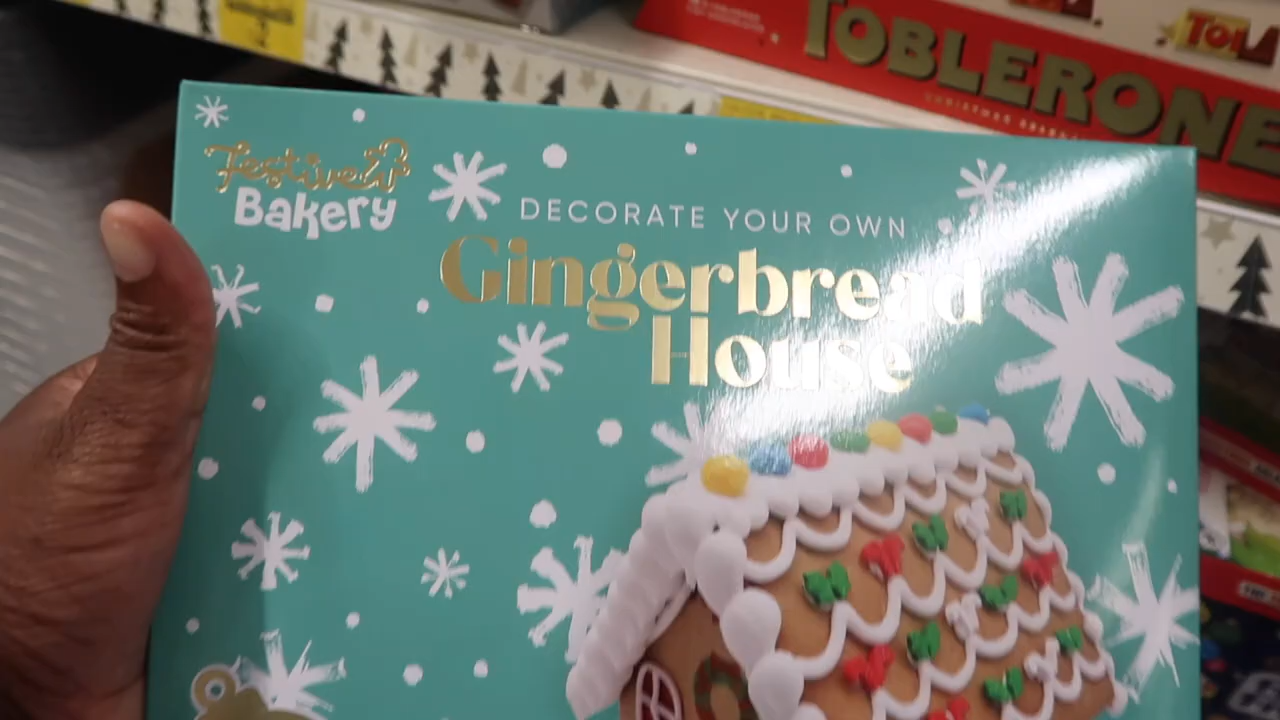 TOBLERONE
Festive
Bakery
DECORATE YOUR OWN
Gingerbread
House